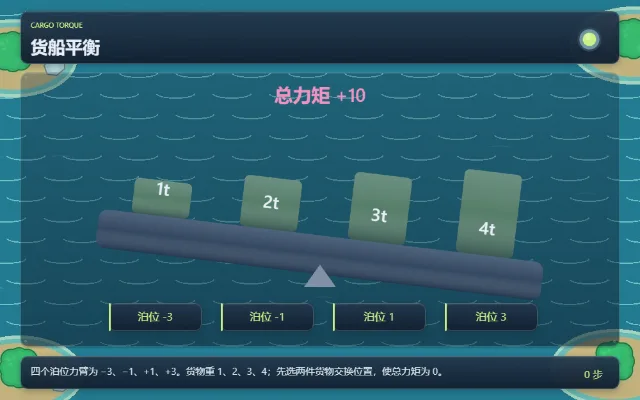 CARGO TORQUE
货船平衡
总力矩 +10
1t
2t
3t
4t
泊位 -3
泊位 -1
泊位 1
泊位 3
四个泊位力臂为 −3、−1、+1、+3。货物重 1、2、3、4；先选两件货物交换位置，使总力矩为 0。
0 步